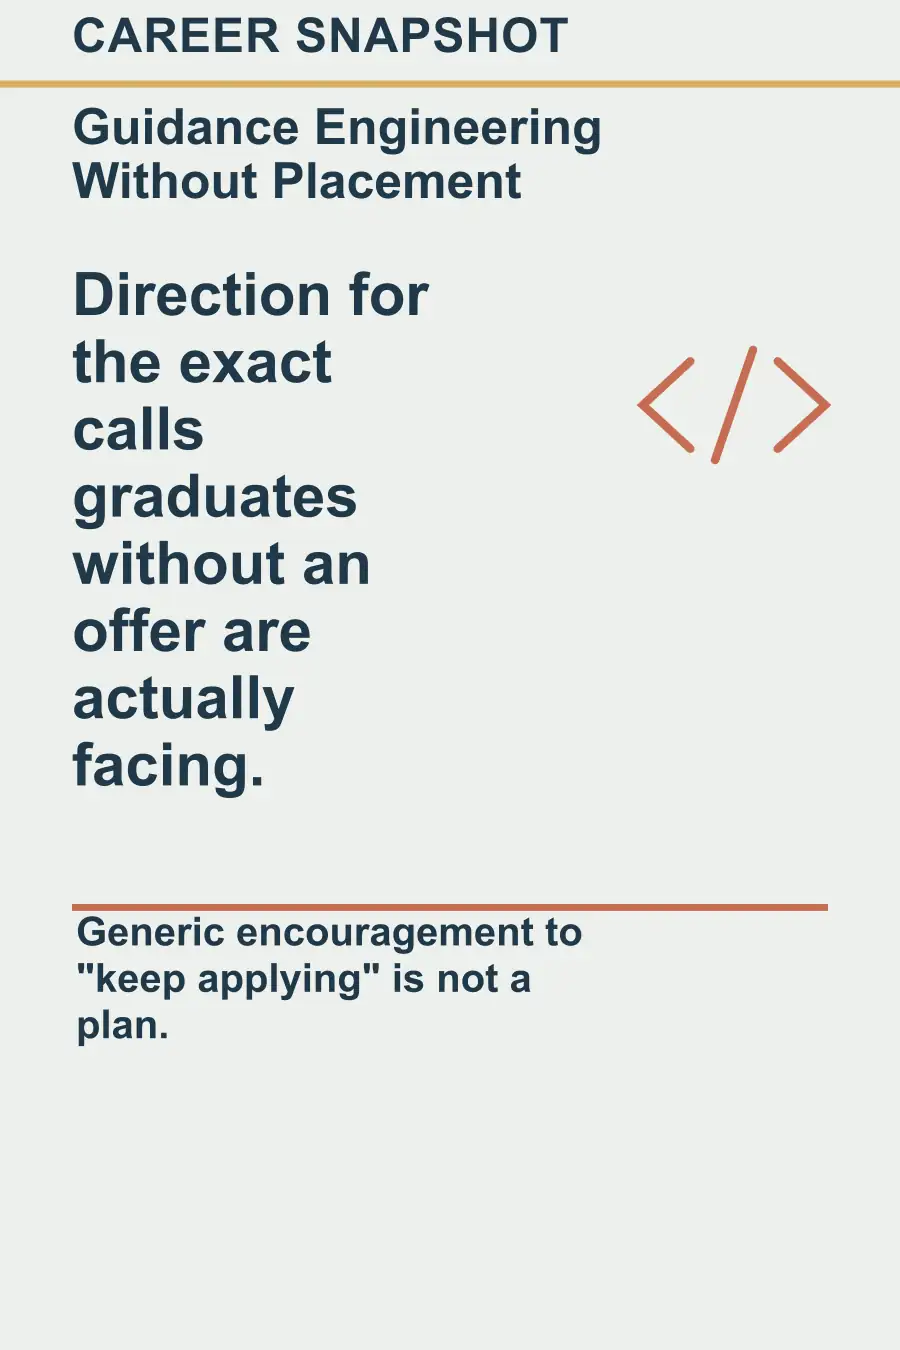 CAREER SNAPSHOT
Guidance Engineering
Without Placement
Direction for
the exact
calls
graduates
without an
offer are
actually
facing.
</>
Generic encouragement to
"keep applying" is not a
plan.